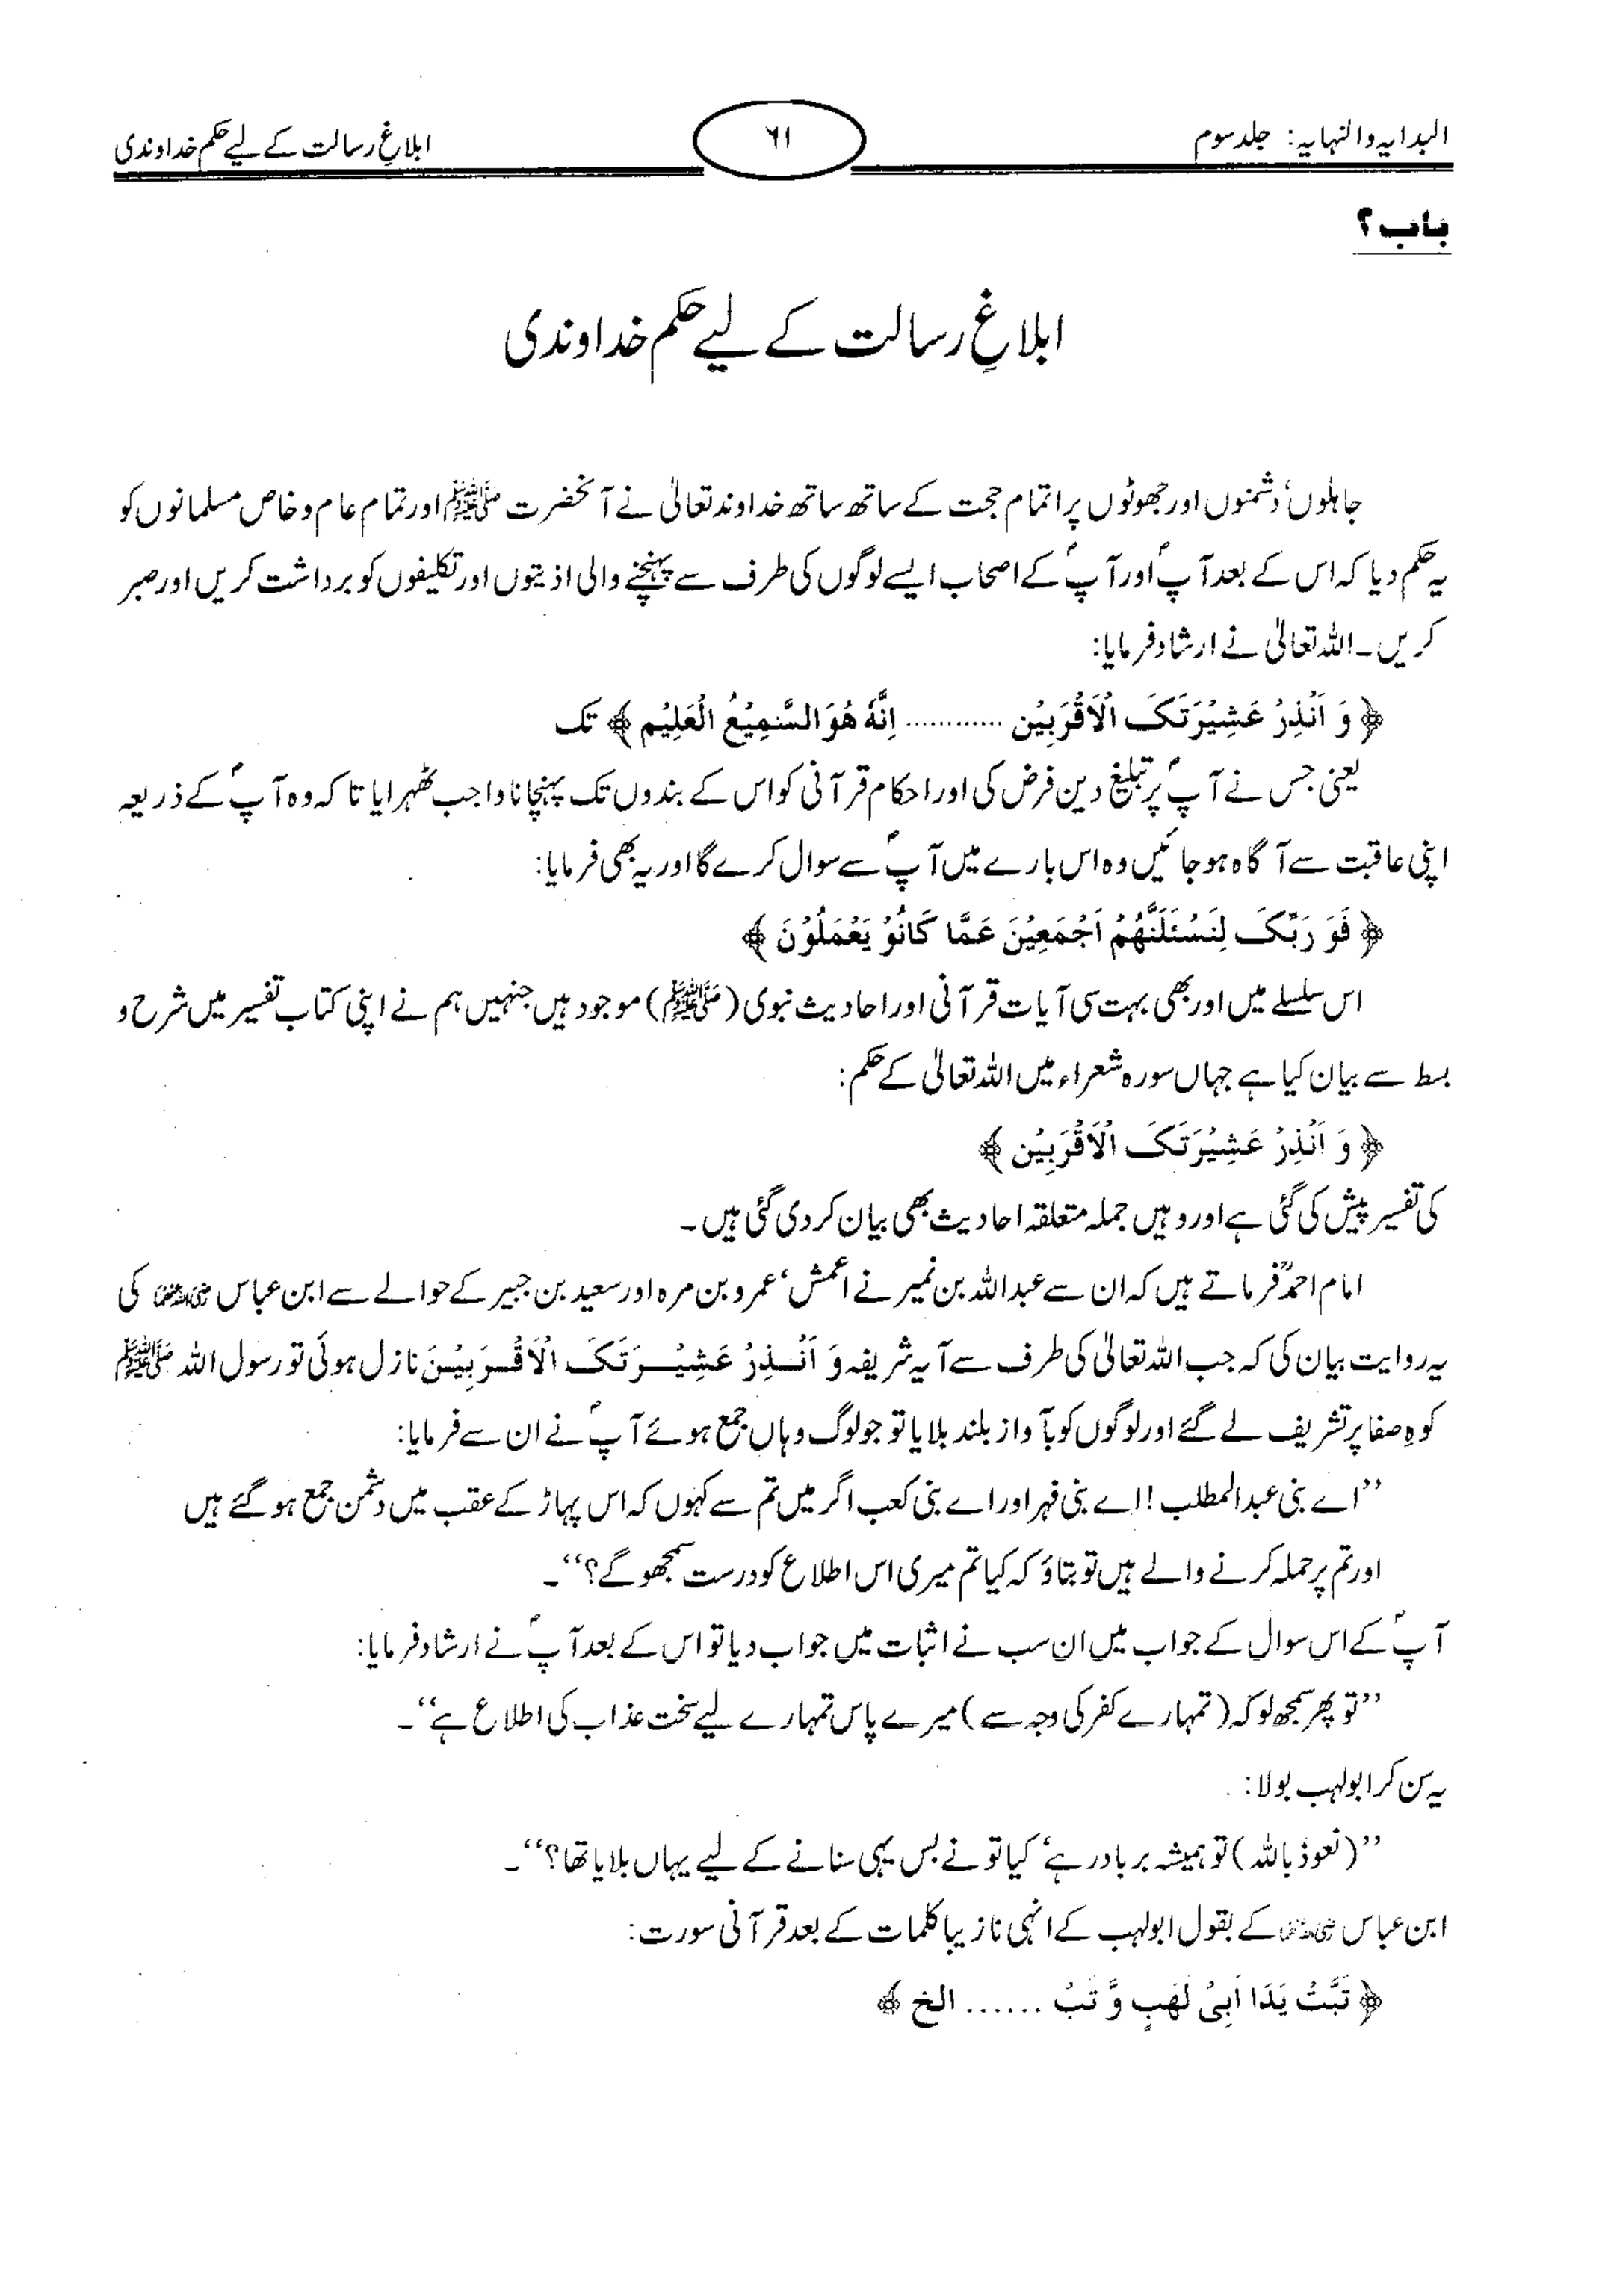 البدایہ والنہایہ: جلد سوم
۶۱
ابلاغِ رسالت کے لیے حکم خداوندی
باب ؟
ابلاغِ رسالت کے لیے حکم خداوندی
جاہلوں' دشمنوں اور جھوٹوں پر اتمام حجت کے ساتھ ساتھ خداوند تعالیٰ نے آنحضرت ﷺ اور تمام عام و خاص مسلمانوں کو
یہ حکم دیا کہ اس کے بعد آپؐ اور آپؐ کے اصحاب ایسے لوگوں کی طرف سے پہنچنے والی اذیتوں اور تکلیفوں کو برداشت کریں اور صبر
کریں۔ اللہ تعالیٰ نے ارشاد فرمایا:
﴿ وَ اَنْذِرْ عَشِيْرَتَكَ الْاَقْرَبِيْن ............ اِنَّهٗ هُوَ السَّمِيْعُ الْعَلِيْم ﴾ تک
یعنی جس نے آپؐ پر تبلیغ دین فرض کی اور احکام قرآنی کو اس کے بندوں تک پہنچانا واجب ٹھہرایا تا کہ وہ آپؐ کے ذریعہ
اپنی عاقبت سے آگاہ ہو جائیں وہ اس بارے میں آپؐ سے سوال کرے گا اور یہ بھی فرمایا:
﴿ فَوَ رَبِّكَ لَنَسْئَلَنَّهُمْ اَجْمَعِيْنَ عَمَّا كَانُوْ يَعْمَلُوْنَ ﴾
اس سلسلے میں اور بھی بہت سی آیات قرآنی اور احادیث نبوی (ﷺ) موجود ہیں جنہیں ہم نے اپنی کتاب تفسیر میں شرح و
بسط سے بیان کیا ہے جہاں سورہ شعراء میں اللہ تعالیٰ کے حکم:
﴿ وَ اَنْذِرْ عَشِيْرَتَكَ الْاَقْرَبِيْن ﴾
کی تفسیر پیش کی گئی ہے اور وہیں جملہ متعلقہ احادیث بھی بیان کر دی گئی ہیں۔
امام احمدؒ فرماتے ہیں کہ ان سے عبداللہ بن نمیر نے اعمش' عمرو بن مرہ اور سعید بن جبیر کے حوالے سے ابن عباس رضی اللہ عنہما کی
یہ روایت بیان کی کہ جب اللہ تعالیٰ کی طرف سے آیہ شریفہ وَ اَنْذِرْ عَشِيْرَتَكَ الْاَقْرَبِيْنَ نازل ہوئی تو رسول اللہ ﷺ
کوہِ صفا پر تشریف لے گئے اور لوگوں کو بآواز بلند بلایا تو جو لوگ وہاں جمع ہوئے آپؐ نے ان سے فرمایا:
’’اے بنی عبدالمطلب! اے بنی فہر اور اے بنی کعب اگر میں تم سے کہوں کہ اس پہاڑ کے عقب میں دشمن جمع ہو گئے ہیں
اور تم پر حملہ کرنے والے ہیں تو بتاؤ کہ کیا تم میری اس اطلاع کو درست سمجھو گے؟‘‘۔
آپؐ کے اس سوال کے جواب میں ان سب نے اثبات میں جواب دیا تو اس کے بعد آپؐ نے ارشاد فرمایا:
’’تو پھر سمجھ لو کہ (تمہارے کفر کی وجہ سے) میرے پاس تمہارے لیے سخت عذاب کی اطلاع ہے‘‘۔
یہ سن کر ابولہب بولا:
’’(نعوذ باللہ) تو ہمیشہ برباد رہے' کیا تو نے بس یہی سنانے کے لیے یہاں بلایا تھا؟‘‘۔
ابن عباس رضی اللہ عنہما کے بقول ابولہب کے انہی نازیبا کلمات کے بعد قرآنی سورت:
﴿ تَبَّتْ يَدَا اَبِيْ لَهَبٍ وَّ تَبْ ...... الخ ﴾